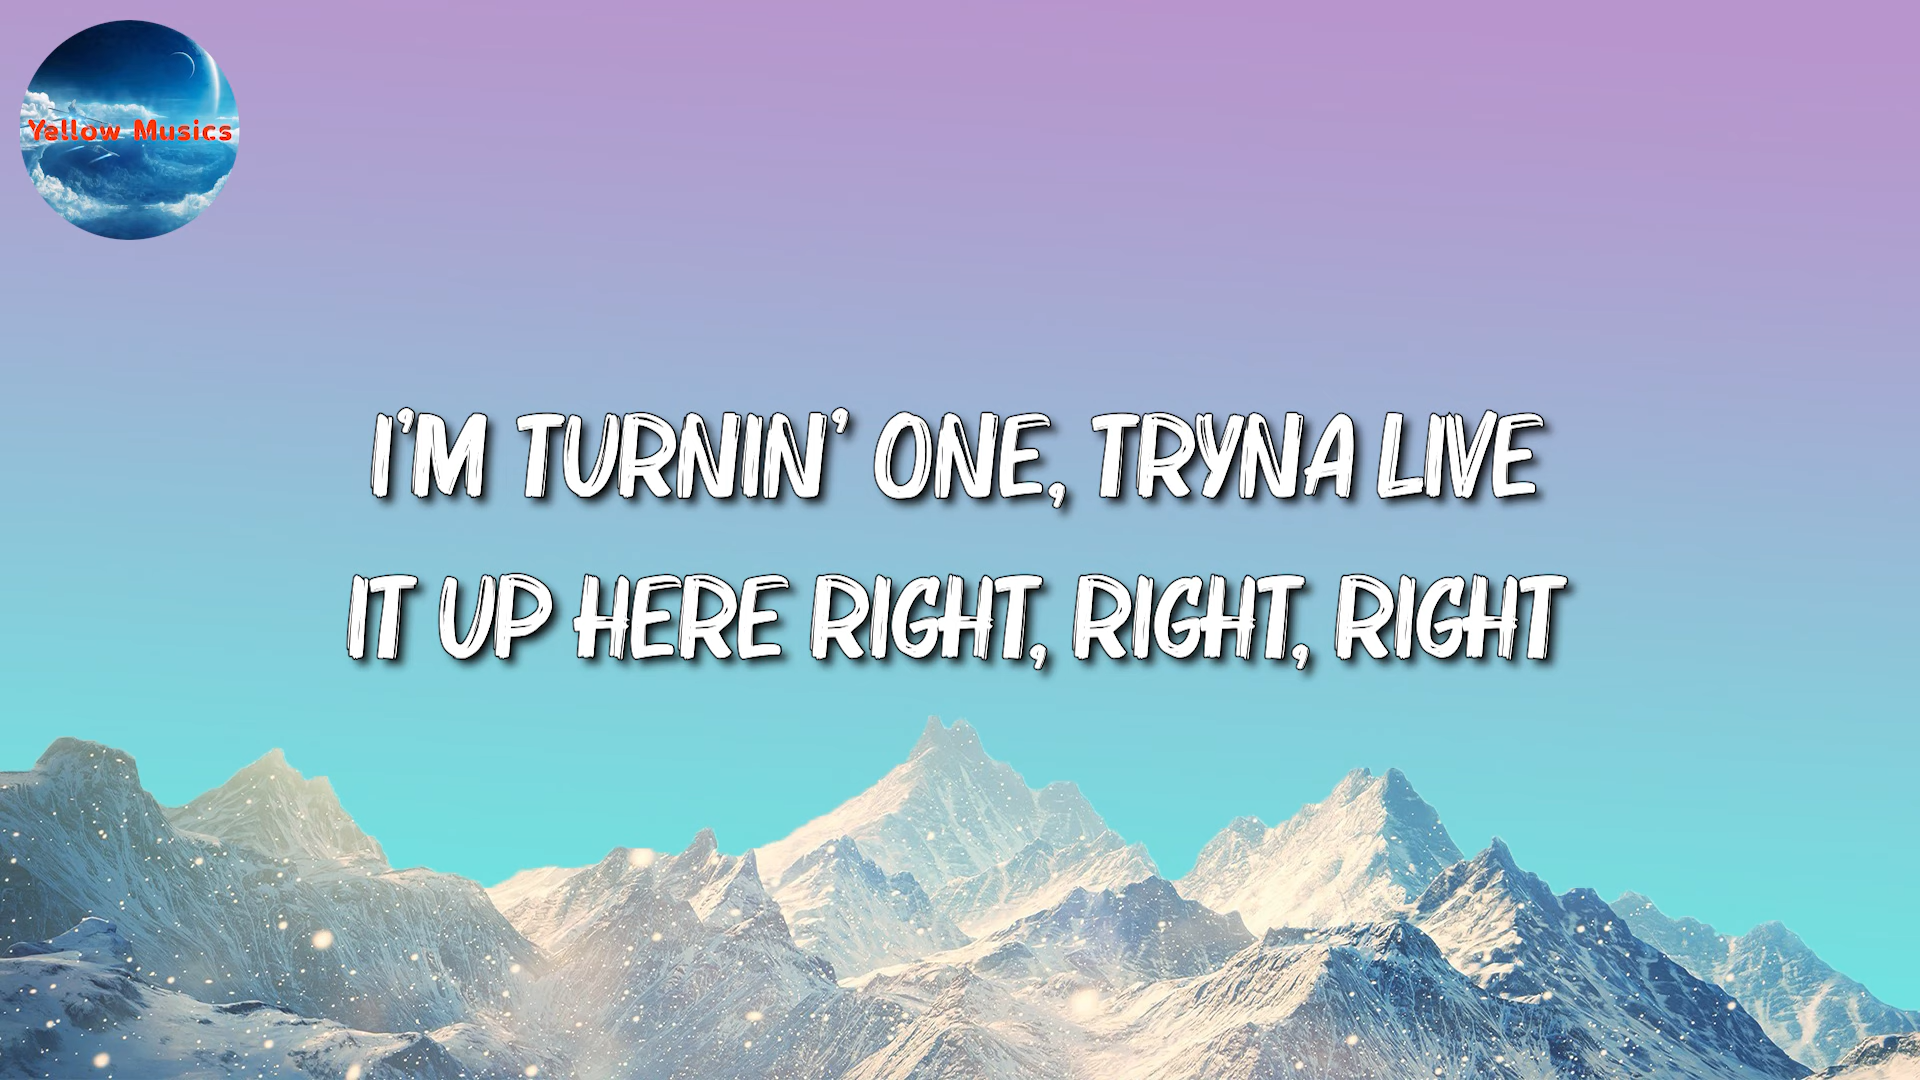 Yellow Musics
I'M TURNIN' ONE, TRYNA LIVE
IT UP HERE RIGHT, RIGHT, RIGHT